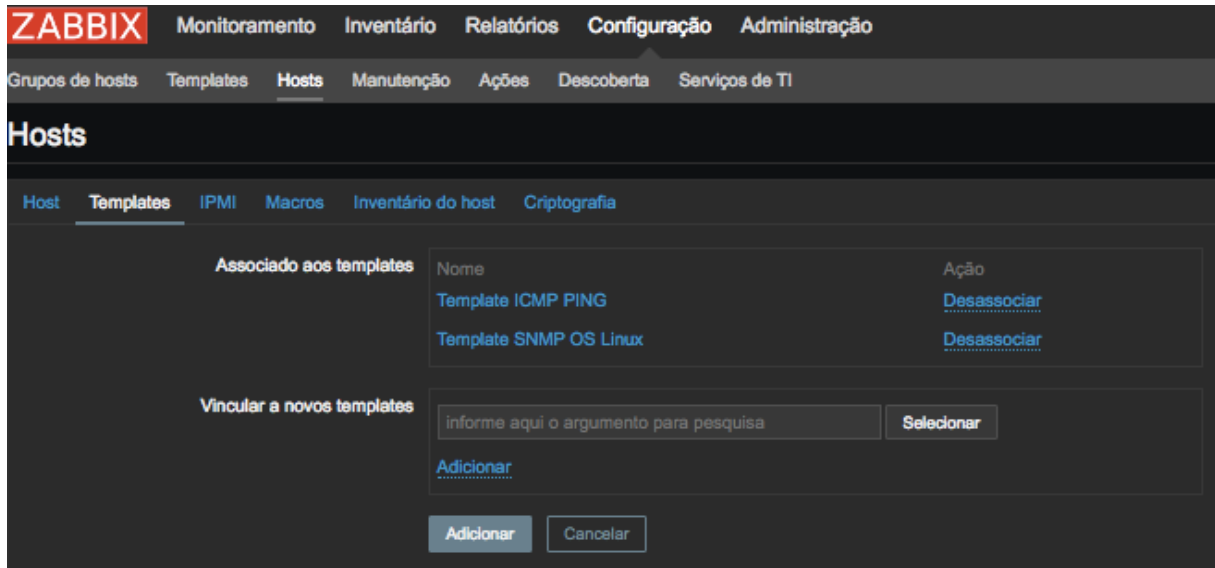 ZABBIX Monitoramento Inventário Relatórios Configuração Administração
Grupos de hosts Templates Hosts Manutenção Ações Descoberta Serviços de TI
Hosts
Host Templates IPMI Macros Inventário do host Criptografia
Associado aos templates Nome Ação
Template ICMP PING Desassociar
Template SNMP OS Linux Desassociar
Vincular a novos templates
informe aqui o argumento para pesquisa Selecionar
Adicionar
Adicionar Cancelar